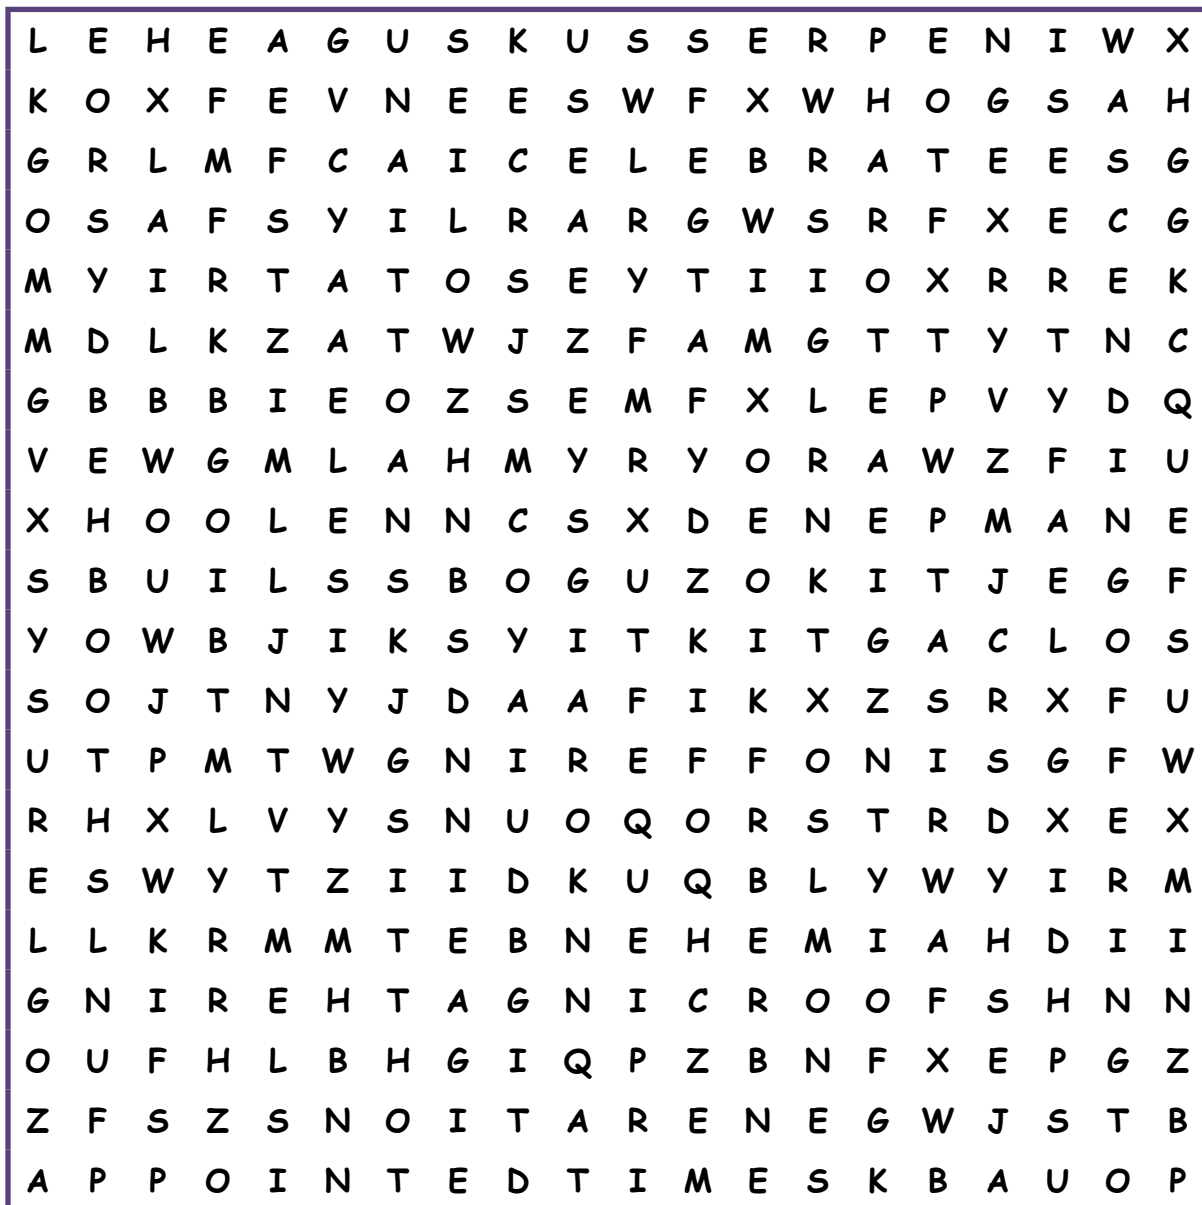 L E H E A G U S K U S S E R P E N I W X
K O X F E V N E E S W F X W H O G S A H
G R L M F C A I C E L E B R A T E E S G
O S A F S Y I L R A R G W S R F X E C G
M Y I R T A T O S E Y T I I O X R R E K
M D L K Z A T W J Z F A M G T T Y T N C
G B B B I E O Z S E M F X L E P V Y D Q
V E W G M L A H M Y R Y O R A W Z F I U
X H O O L E N N C S X D E N E P M A N E
S B U I L S S B O G U Z O K I T J E G F
Y O W B J I K S Y I T K I T G A C L O S
S O J T N Y J D A A F I K X Z S R X F U
U T P M T W G N I R E F F O N I S G F W
R H X L V Y S N U O Q O R S T R D X E X
E S W Y T Z I I D K U Q B L Y W Y I R M
L L K R M M T E B N E H E M I A H D I I
G N I R E H T A G N I C R O O F S H N N
O U F H L B H G I Q P Z B N F X E P G Z
Z F S Z S N O I T A R E N E G W J S T B
A P P O I N T E D T I M E S K B A U O P